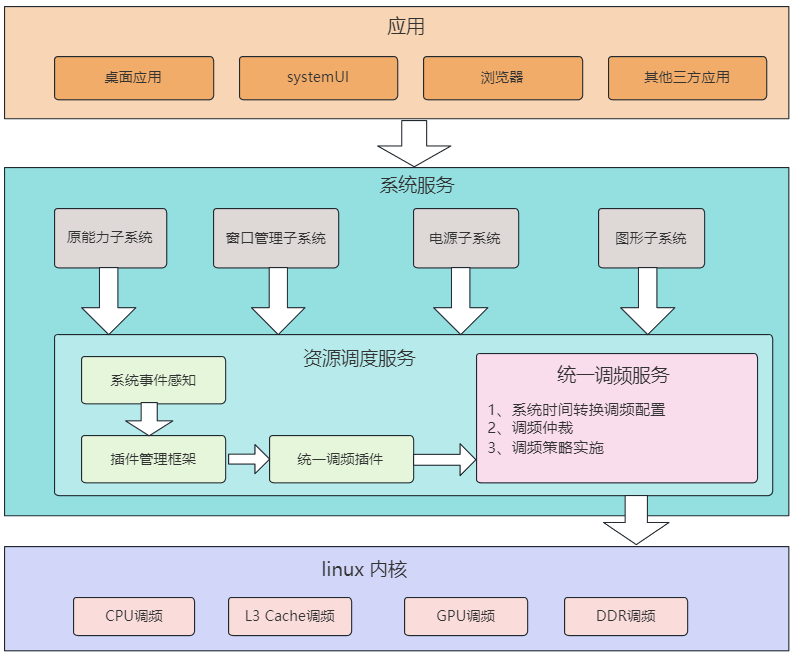 应用
桌面应用
systemUI
浏览器
其他三方应用
系统服务
原能力子系统
窗口管理子系统
电源子系统
图形子系统
资源调度服务
系统事件感知
插件管理框架
统一调频插件
统一调频服务
1、系统时间转换调频配置
2、调频仲裁
3、调频策略实施
linux 内核
CPU调频
L3 Cache调频
GPU调频
DDR调频